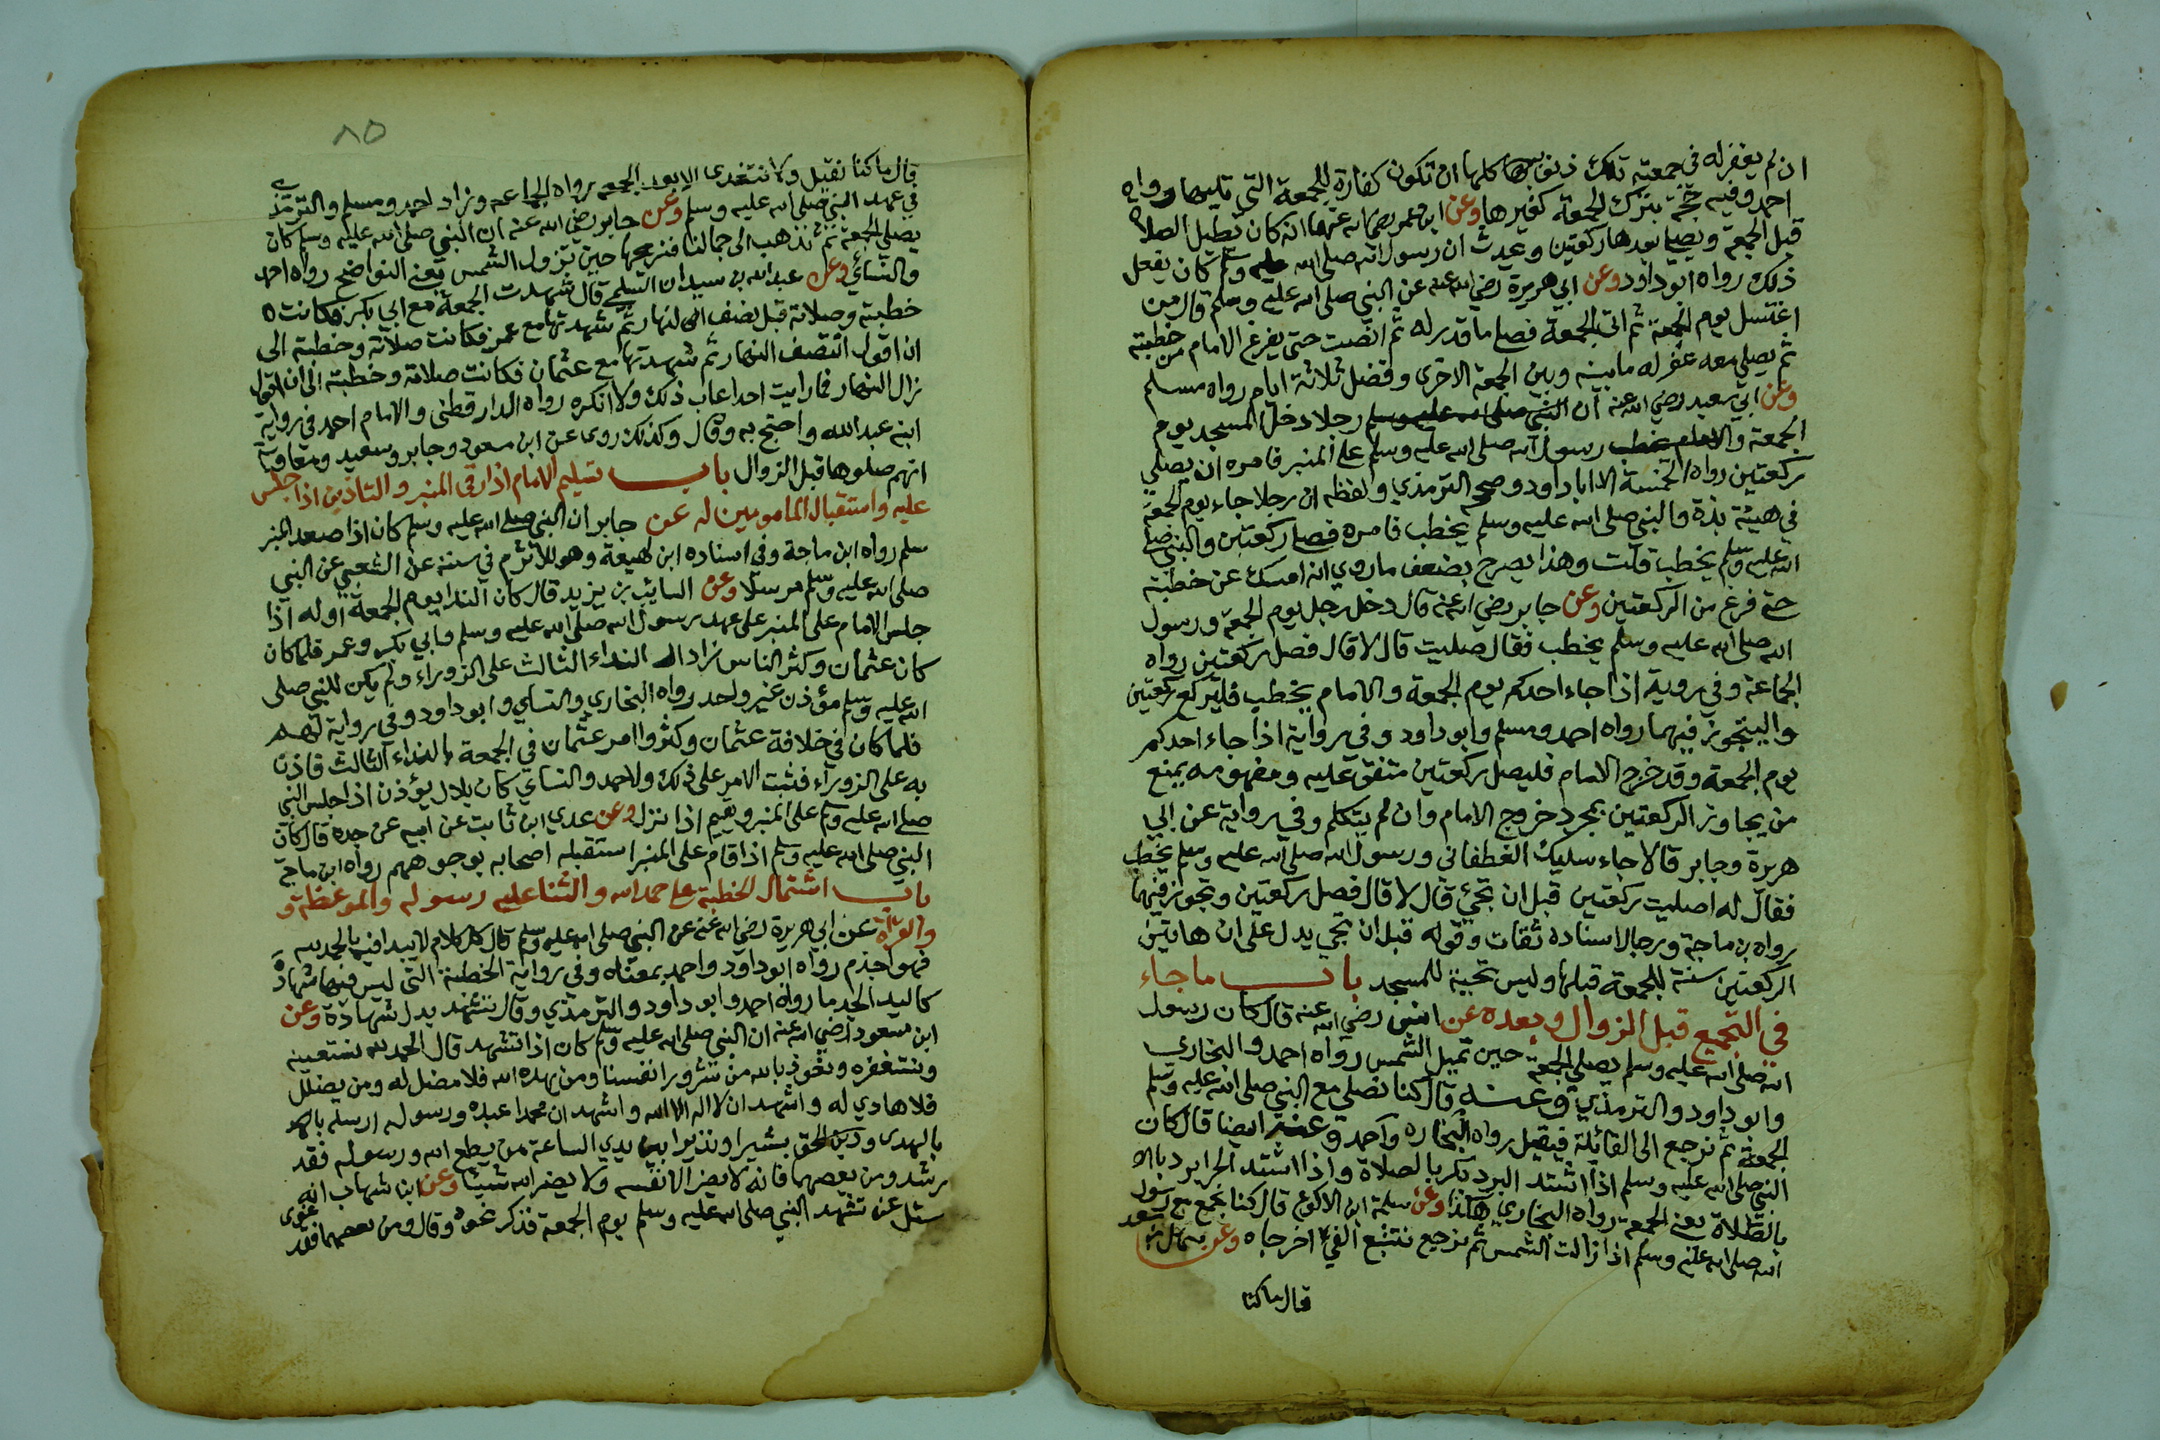 ان لم يغفر له في جمعته تلك ذنوبه كلها ان تكون كفارة للجمعة التي تليها رواه
احمد وفيه حجة بترك الجمعة كغيرها وعن ابن عمر رضي الله عنهما انه كان يطيل الصلاة
قبل الجمعة ويصلي بعدها ركعتين ويحدث ان رسول الله صلى الله عليه وسلم كان يفعل
ذلك رواه ابو داود وعن ابي هريرة رضي الله عنه عن النبي صلى الله عليه وسلم قال من
اغتسل يوم الجمعة ثم اتى الجمعة فصلى ما قدر له ثم انصت حتى يفرغ الامام من خطبته
ثم يصلي معه غفر له ما بينه وبين الجمعة الاخرى وفضل ثلاثة ايام رواه مسلم
وعن ابي سعيد رضي الله عنه ان النبي صلى الله عليه وسلم رجلا دخل المسجد يوم
الجمعة والامام يخطب رسول الله صلى الله عليه وسلم على المنبر فامره ان يصلي
ركعتين رواه الخمسة الا ابا داود وصححه الترمذي ولفظه ان رجلا جاء يوم الجمعة
في هيئة بذة والنبي صلى الله عليه وسلم يخطب فامره فصلى ركعتين والنبي صلى
الله عليه وسلم يخطب قلت وهذا يصرح بضعف ما روي انه امسك عن خطبته
حتى فرغ من الركعتين وعن جابر رضي الله عنه قال دخل رجل يوم الجمعة ورسول
الله صلى الله عليه وسلم يخطب فقال صليت قال لا قال فصل ركعتين رواه
الجماعة وفي رواية اذا جاء احدكم يوم الجمعة والامام يخطب فليركع ركعتين
واليتجوز فيهما رواه احمد ومسلم وابو داود وفي رواية اذا جاء احدكم
يوم الجمعة وقد خرج الامام فليصل ركعتين متفق عليه ومفهومه يمنع
من يجاوز الركعتين بمجرد خروج الامام وان لم يتكلم وفي رواية عن ابي
هريرة وجابر قالا جاء سليك الغطفاني ورسول الله صلى الله عليه وسلم يخطب
فقال له اصليت ركعتين قبل ان تجئ قال لا قال فصل ركعتين وتجوز فيهما
رواه بن ماجة ورجال اسناده ثقات وقوله قبل ان تجي يدل على ان هاتين
الركعتين سنة للجمعة قبلها وليس تحية للمسجد باب ما جاء
في التجميع قبل الزوال وبعده عن انس رضي الله عنه قال كان رسول
الله صلى الله عليه وسلم يصلي الجمعة حين تميل الشمس رواه احمد والبخاري
وابو داود والترمذي وعنه قال كنا نصلي مع النبي صلى الله عليه وسلم
الجمعة ثم نرجع الى القائلة فنقيل رواه البخاره واحمد وعنه ايضا قال كان
النبي صلى الله عليه وسلم اذا اشتد البرد بكر بالصلاة واذا اشتد الحر ابرد بالا
بالصلاة يعني الجمعة رواه البخاري هكذا وعن سلمة ابن الاكوع قال كنا نجمع مع رسول
الله صلى الله عليه وسلم اذا زالت الشمس ثم نرجع نتتبع الفيء اخرجاه وعن سهل بن سعد
قال ما كنا
٨٥
قال ما كنا نقيل ولا نتغدى الا بعد الجمعة رواه الجماعة وزاد احمد ومسلم والترمذي
في عهد النبي صلى الله عليه وسلم وعن جابر رضي الله عنه ان النبي صلى الله عليه وسلم كان
يصلي الجمعة ثم نذهب الى جمالنا فنريحها حين تزول الشمس يعني النواضح رواه احمد
والنسائي وعن عبد الله بن سيدان السلمي قال شهدت الجمعة مع ابي بكر فكانت
خطبته وصلاته قبل نصف النهار ثم شهدتها مع عمر فكانت صلاته وخطبته الى
ان اقول انتصف النهار ثم شهدتها مع عثمان فكانت صلاته وخطبته الى ان اقول
زال النهار فما رايت احدا عاب ذلك ولا انكره رواه الدارقطني والامام احمد في رواية
ابنه عبد الله واحتج به وقال وكذلك روي عن ابن مسعود وجابر وسعيد ومعاوية
انهم صلوها قبل الزوال باب تسليم الامام اذا رقى المنبر والتاذين اذا جلس
عليه واستقبال المامومين له عن جابر ان النبي صلى الله عليه وسلم كان اذا صعد المنبر
سلم رواه ابن ماجة وفي اسناده ابن لهيعة وهو للاثرم في سننه عن الشعبي عن النبي
صلى الله عليه وسلم مرسلا وعن السايب بن يزيد قال كان الندا يوم الجمعة اوله اذا
جلس الامام على المنبر على عهد رسول الله صلى الله عليه وسلم وابي بكر وعمر فلما كان
كان عثمان وكثر الناس زاد النداء الثالث على الزوراء ولم يكن للنبي صلى
الله عليه وسلم مؤذن غير واحد رواه البخاري والنساي وابو داود وفي رواية لهم
فلما كان في خلافة عثمان وكثروا امر عثمان في الجمعة بالنداء الثالث فاذن
به على الزوراء فثبت الامر على ذلك ولاحمد والنساي كان بلال يؤذن اذا جلس النبي
صلى الله عليه وسلم على المنبر ويقيم اذا نزل وعن عدي ابن ثابت عن ابيه عن جده قال كان
النبي صلى الله عليه وسلم اذا قام على المنبر استقبله اصحابه بوجوههم رواه ابن ماجة
باب اشتمال الخطبة على حمد الله والثنا على رسوله والموعظة و
والقراة عن ابي هريرة رضي الله عنه عن النبي صلى الله عليه وسلم قال كل كلام لا يبدا فيه بالحمد لله
فهو اجذم رواه ابو داود واحمد بمعناه وفي رواية الخطبة التي ليس فيها شهادة
كاليد الجذما رواه احمد وابو داود والترمذي وقال تشهد بدل شهادة وعن
ابن مسعود رضي الله عنه ان النبي صلى الله عليه وسلم كان اذا تشهد قال الحمد لله نستعينه
ونستغفره ونعوذ بالله من شرور انفسنا ومن يهده الله فلا مضل له ومن يضلل
فلا هادي له واشهد ان لا اله الا الله واشهد ان محمدا عبده ورسوله ارسله
بالهدى ودين الحق بشيرا ونذيرا بين يدي الساعة من يطع الله ورسوله فقد
رشد ومن يعصهما فانه لا يضر الا نفسه ولا يضر الله شيئا وعن ابن شهاب انه
سئل عن تشهد النبي صلى الله عليه وسلم يوم الجمعة فذكر نحوه وقال ومن يعصهما فقد غوى